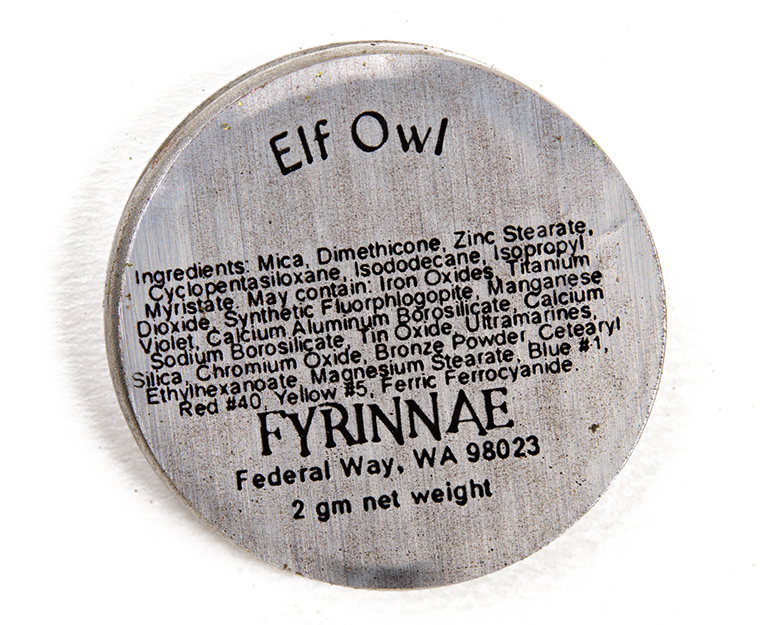 Elf Owl
Ingredients: Mica, Dimethicone, Zinc Stearate,
Cyclopentasiloxane, Isododecane, Isopropyl
Myristate. May contain: Iron Oxides, Titanium
Dioxide, Synthetic Fluorphlogopite, Manganese
Violet, Calcium Aluminum Borosilicate, Calcium
Sodium Borosilicate, Tin Oxide, Ultramarines,
Silica, Chromium Oxide, Bronze Powder, Cetearyl
Ethylhexanoate, Magnesium Stearate, Blue #1,
Red #40, Yellow #5, Ferric Ferrocyanide.
FYRINNAE
Federal Way, WA 98023
2 gm net weight